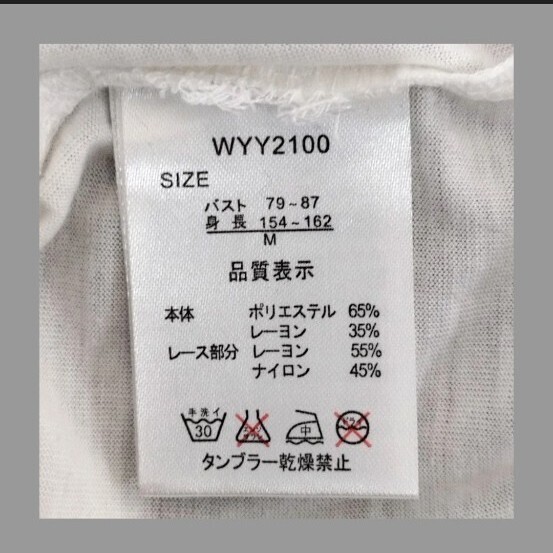 WYY2100
SIZE
バスト 79~87
身長 154~162
M
品質表示
本体 ポリエステル 65%
レーヨン 35%
レース部分 レーヨン 55%
ナイロン 45%
手洗イ
30 中 ドライ
タンブラー乾燥禁止